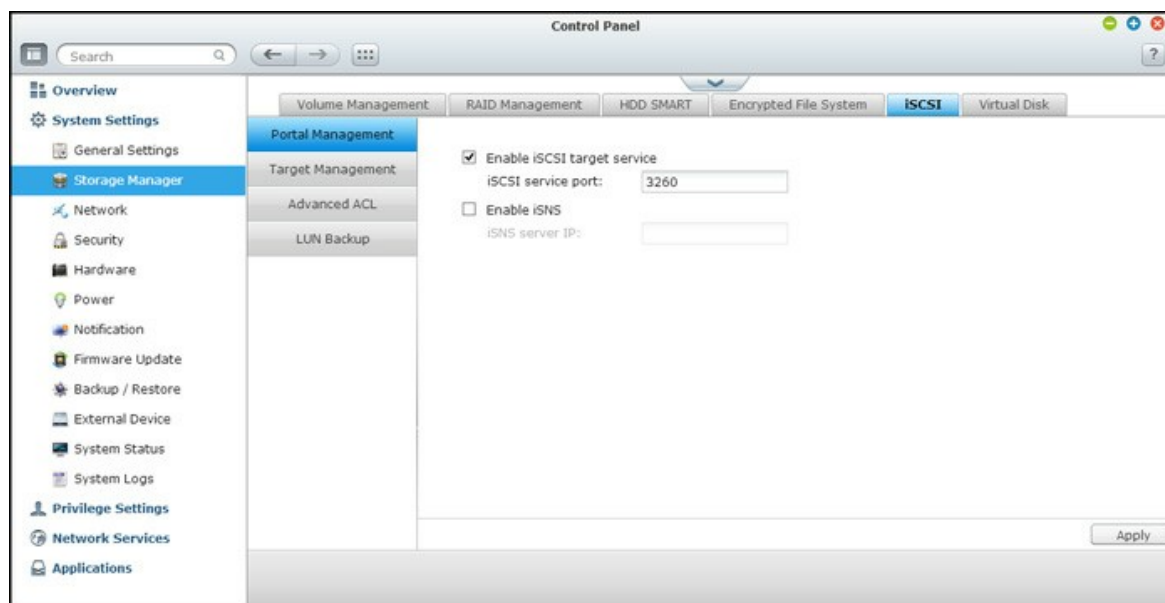 Control Panel
Search
?
Overview
System Settings
General Settings
Storage Manager
Network
Security
Hardware
Power
Notification
Firmware Update
Backup / Restore
External Device
System Status
System Logs
Privilege Settings
Network Services
Applications
Volume Management
RAID Management
HDD SMART
Encrypted File System
iSCSI
Virtual Disk
Portal Management
Target Management
Advanced ACL
LUN Backup
Enable iSCSI target service
iSCSI service port: 3260
Enable iSNS
iSNS server IP:
Apply